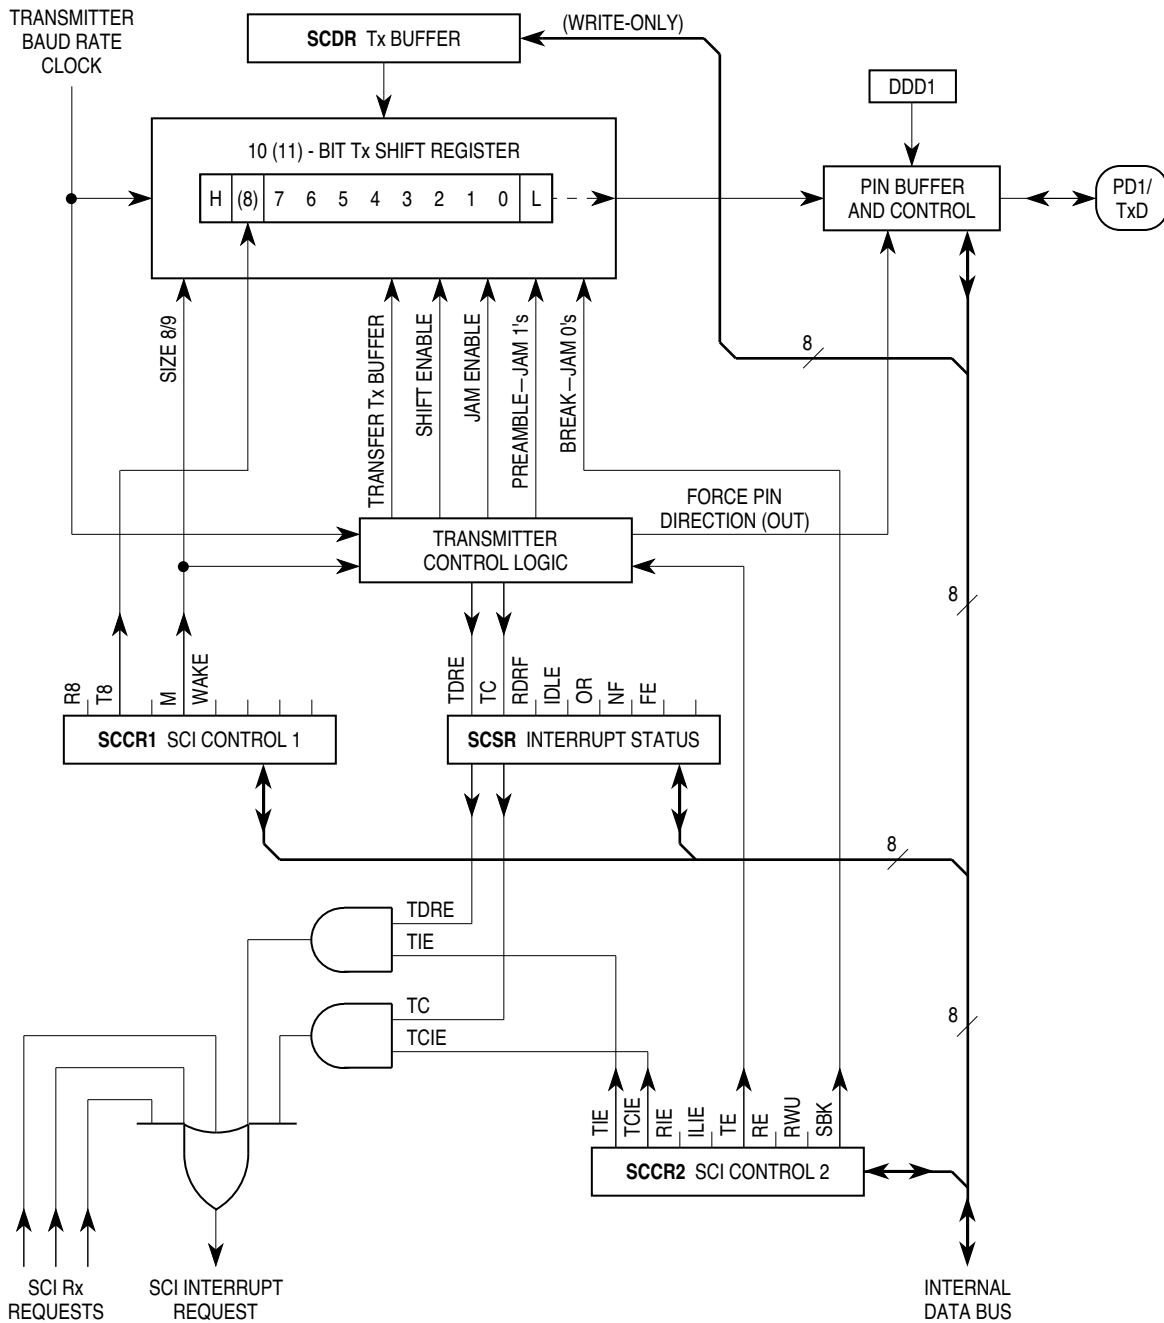 TRANSMITTER
BAUD RATE
CLOCK
SCDR Tx BUFFER
(WRITE-ONLY)
DDD1
10 (11) - BIT Tx SHIFT REGISTER
H (8) 7 6 5 4 3 2 1 0 L
PIN BUFFER
AND CONTROL
PD1/
TxD
SIZE 8/9
TRANSFER Tx BUFFER
SHIFT ENABLE
JAM ENABLE
PREAMBLE—JAM 1's
BREAK—JAM 0's
8
FORCE PIN
DIRECTION (OUT)
TRANSMITTER
CONTROL LOGIC
8
R8
T8
M
WAKE
TDRE
TC
RDRF
IDLE
OR
NF
FE
SCCR1 SCI CONTROL 1
SCSR INTERRUPT STATUS
8
TDRE
TIE
TC
TCIE
8
TIE
TCIE
RIE
ILIE
TE
RE
RWU
SBK
SCCR2 SCI CONTROL 2
SCI Rx
REQUESTS
SCI INTERRUPT
REQUEST
INTERNAL
DATA BUS